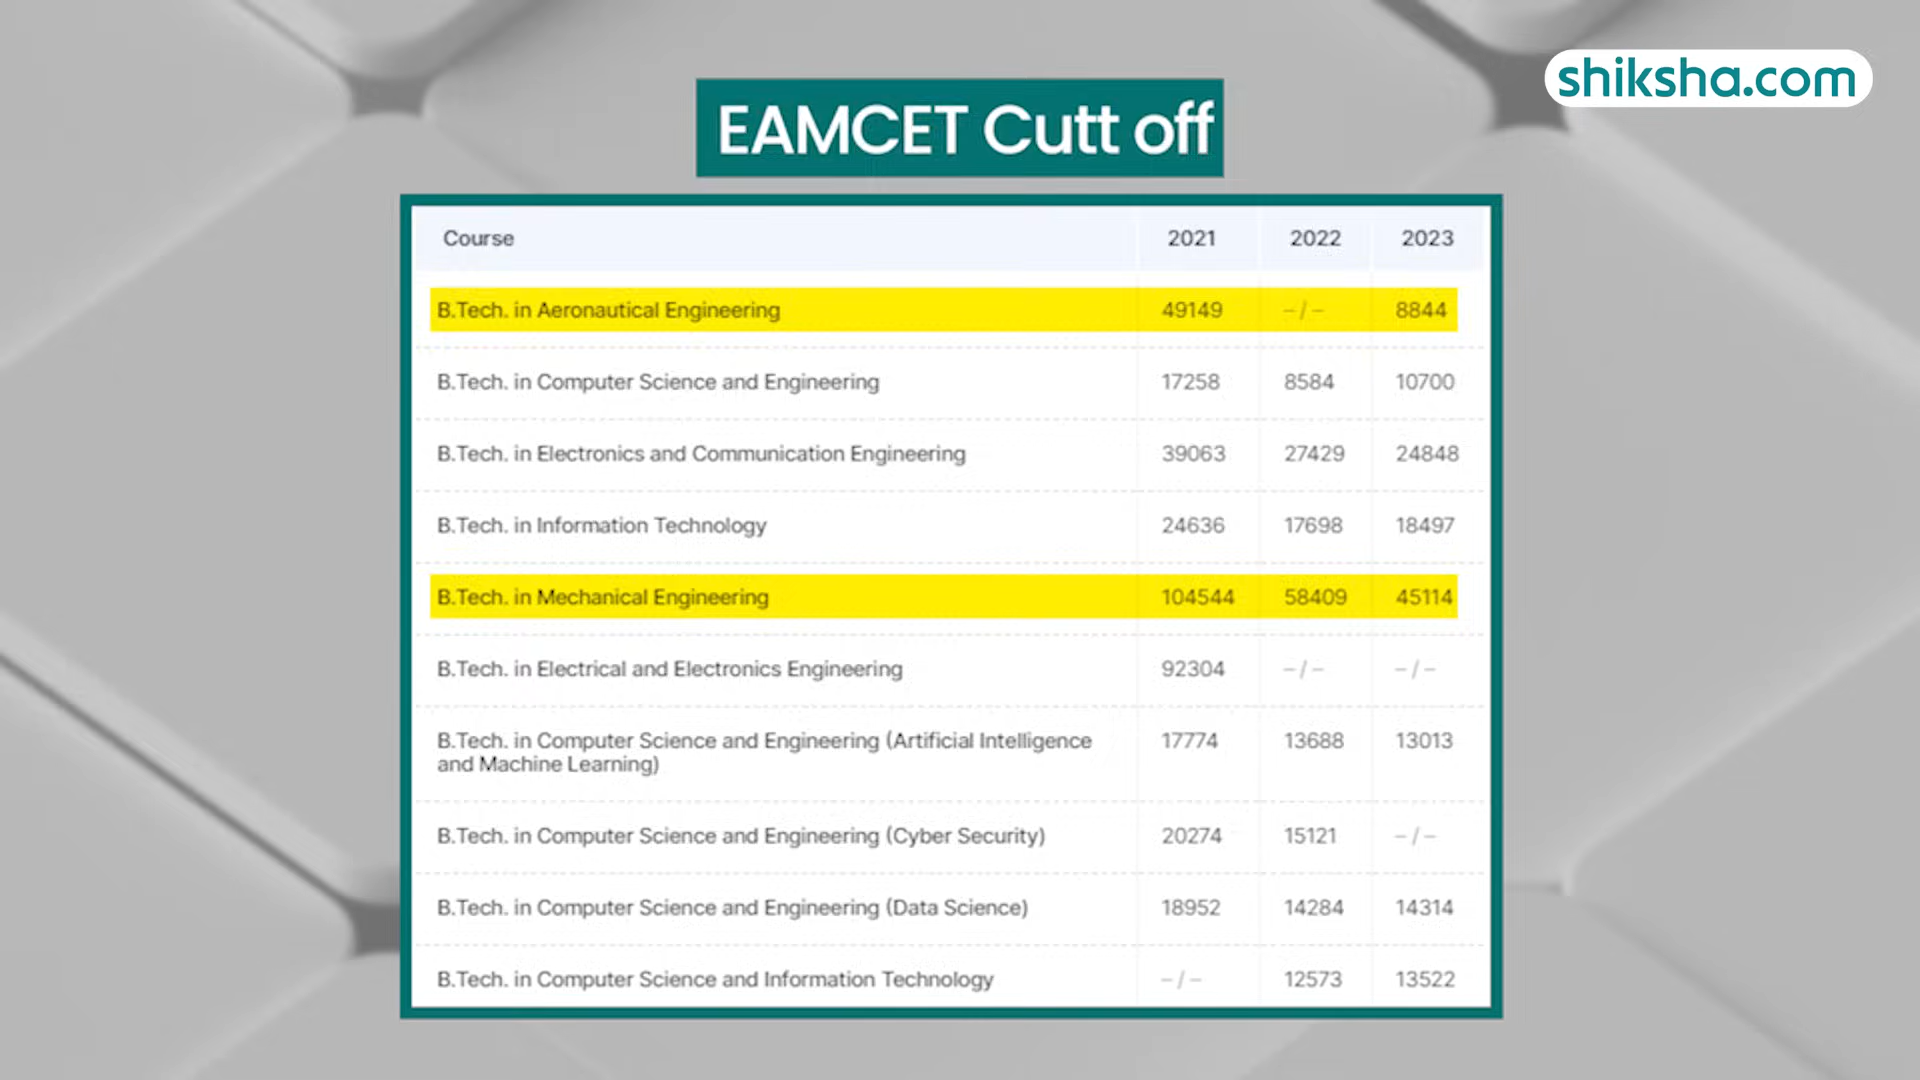 shiksha.com
EAMCET Cutt off
Course 2021 2022 2023
B.Tech. in Aeronautical Engineering 49149 – / – 8844
B.Tech. in Computer Science and Engineering 17258 8584 10700
B.Tech. in Electronics and Communication Engineering 39063 27429 24848
B.Tech. in Information Technology 24636 17698 18497
B.Tech. in Mechanical Engineering 104544 58409 45114
B.Tech. in Electrical and Electronics Engineering 92304 – / – – / –
B.Tech. in Computer Science and Engineering (Artificial Intelligence 17774 13688 13013
and Machine Learning)
B.Tech. in Computer Science and Engineering (Cyber Security) 20274 15121 – / –
B.Tech. in Computer Science and Engineering (Data Science) 18952 14284 14314
B.Tech. in Computer Science and Information Technology – / – 12573 13522